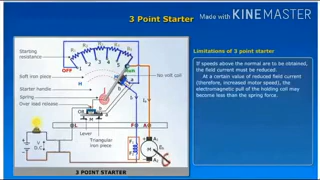 3 Point Starter
Made with KINEMASTER
Starting
resistance
OFF
Soft iron piece
Starter handle
Spring
Over load release
No volt coil
Lever
Triangular
iron piece
3 POINT STARTER
Limitations of 3 point starter
If speeds above the normal are to be obtained,
the field current must be reduced.
At a certain value of reduced field current
(therefore, increased motor speed), the
electromagnetic pull of the holding coil may
become less than the spring force.